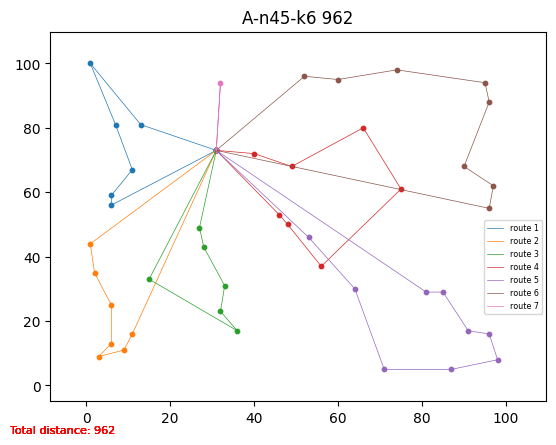 A-n45-k6 962
100
80
60
40
20
0
0
20
40
60
80
100
route 1
route 2
route 3
route 4
route 5
route 6
route 7
Total distance: 962